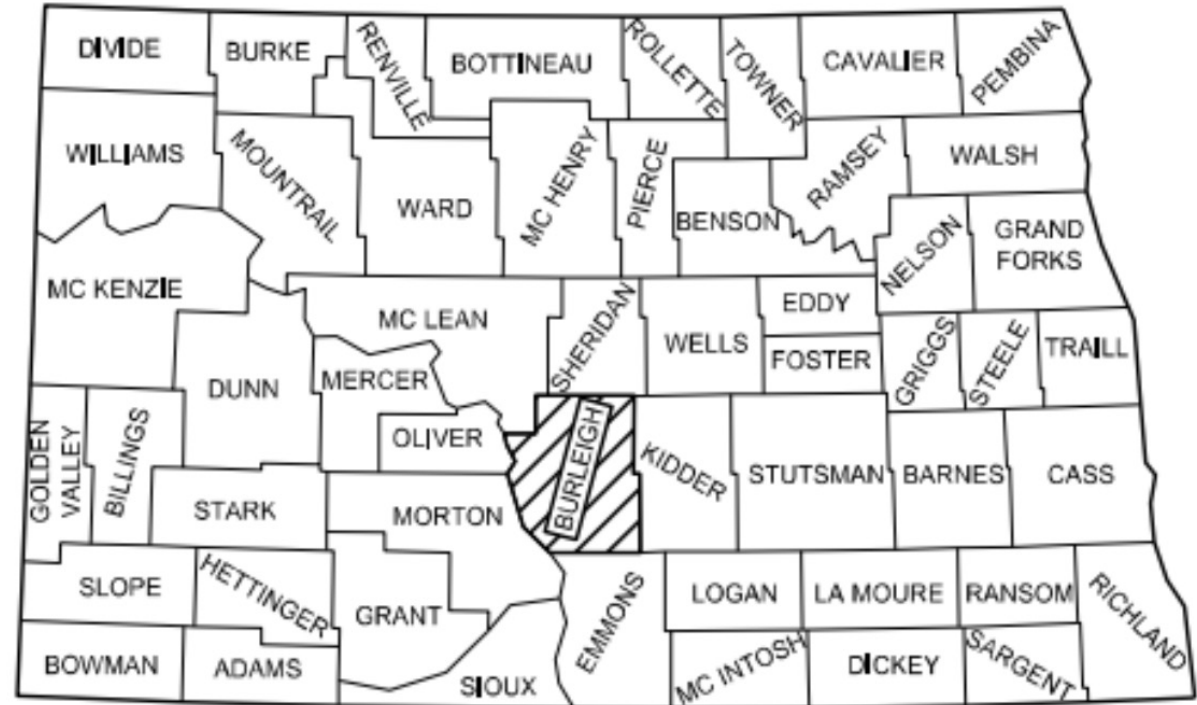 DIVIDE
BURKE
RENVILLE
BOTTINEAU
ROLLETTE
TOWNER
CAVALIER
PEMBINA
WILLIAMS
MOUNTRAIL
WARD
MC HENRY
PIERCE
BENSON
RAMSEY
WALSH
NELSON
GRAND
FORKS
MC KENZIE
MC LEAN
SHERIDAN
WELLS
EDDY
FOSTER
GRIGGS
STEELE
TRAILL
DUNN
MERCER
OLIVER
GOLDEN
VALLEY
BILLINGS
STARK
MORTON
BURLEIGH
KIDDER
STUTSMAN
BARNES
CASS
SLOPE
HETTINGER
GRANT
EMMONS
LOGAN
LA MOURE
RANSOM
RICHLAND
BOWMAN
ADAMS
SIOUX
MC INTOSH
DICKEY
SARGENT